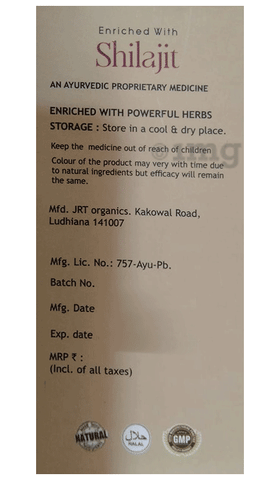 Enriched With
Shilajit
AN AYURVEDIC PROPRIETARY MEDICINE
ENRICHED WITH POWERFUL HERBS
STORAGE : Store in a cool & dry place.
Keep the medicine out of reach of children
1mg
Colour of the product may very with time due
to natural ingredients but efficacy will remain
the same.
Mfd. JRT organics. Kakowal Road,
Ludhiana 141007
Mfg. Lic. No.: 757-Ayu-Pb.
Batch No.
Mfg. Date
Exp. date
MRP ₹ :
(Incl. of all taxes)
NATURAL
حلال
HALAL
GMP